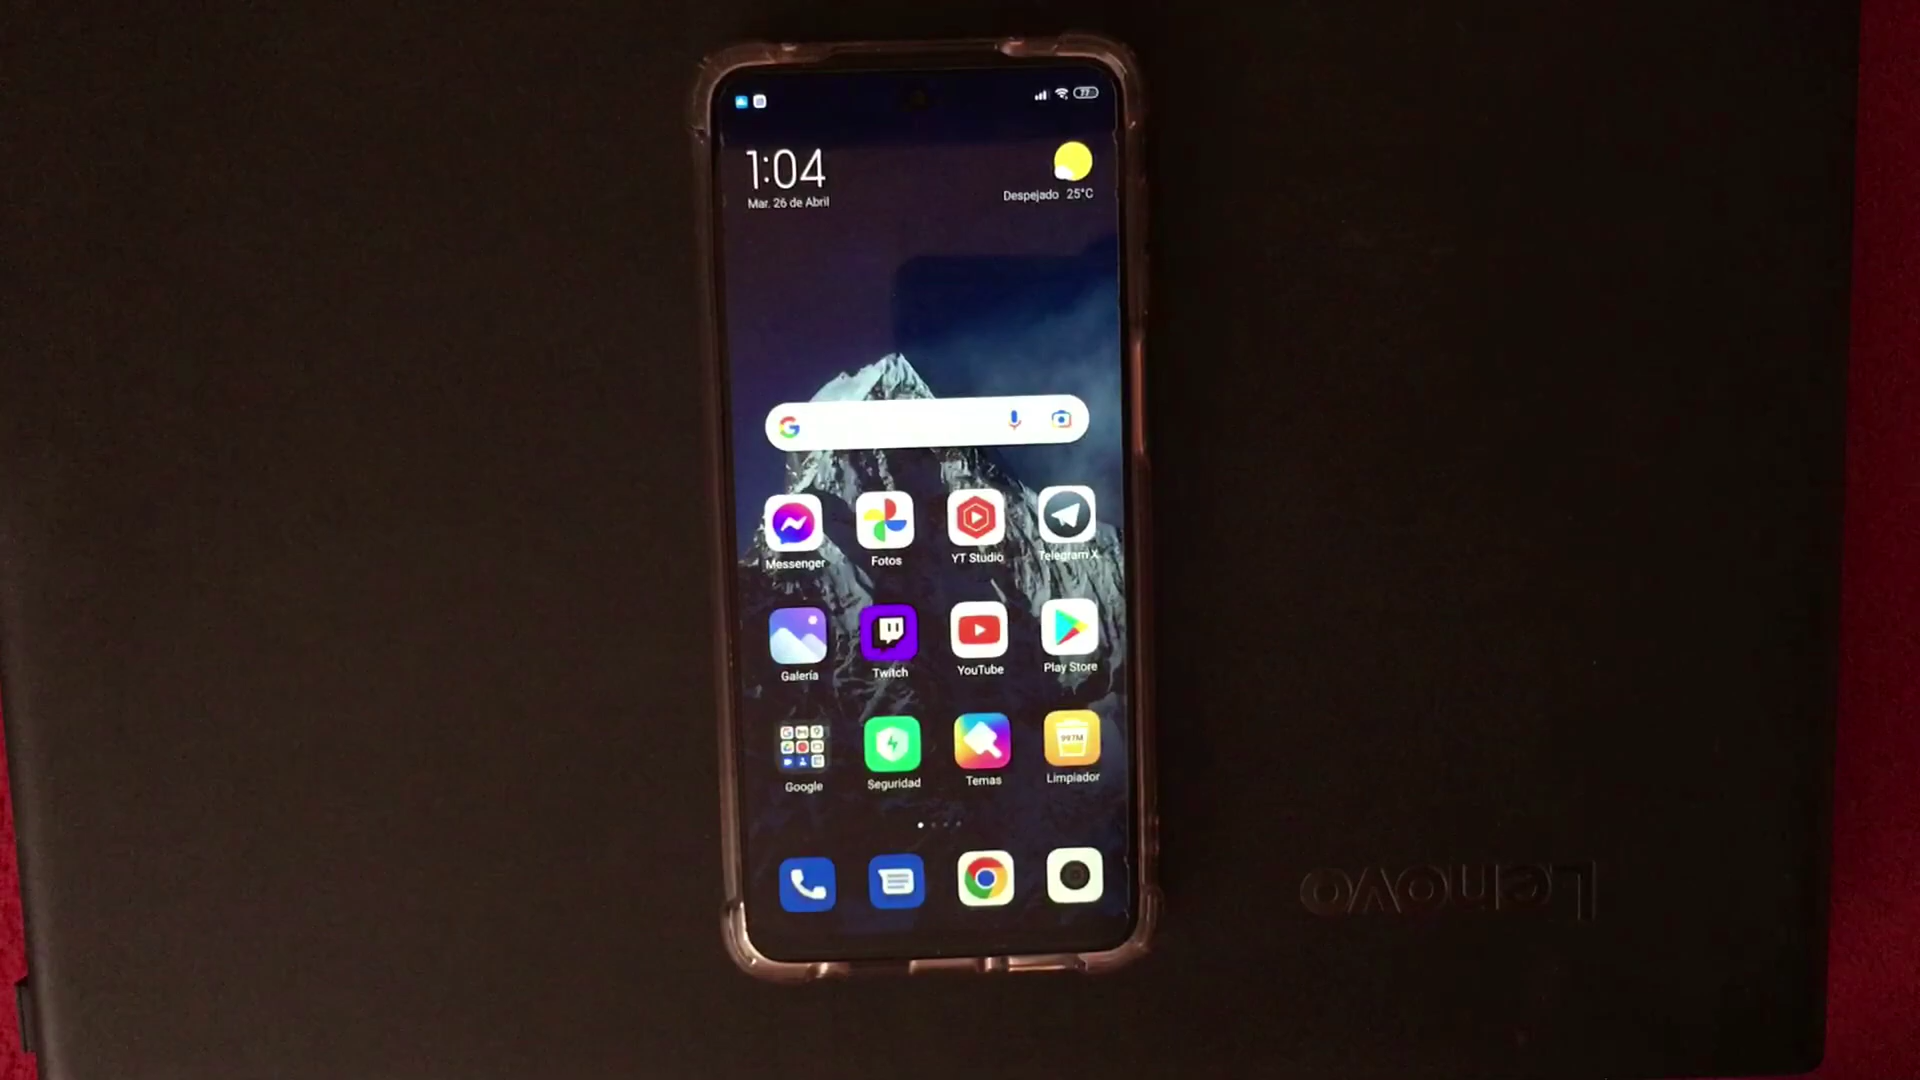 77
1:04
Mar. 26 de Abril
Despejado 25°C
Messenger
Fotos
YT Studio
Telegram X
Galería
Twitch
YouTube
Play Store
997M
Google
Seguridad
Temas
Limpiador
Lenovo